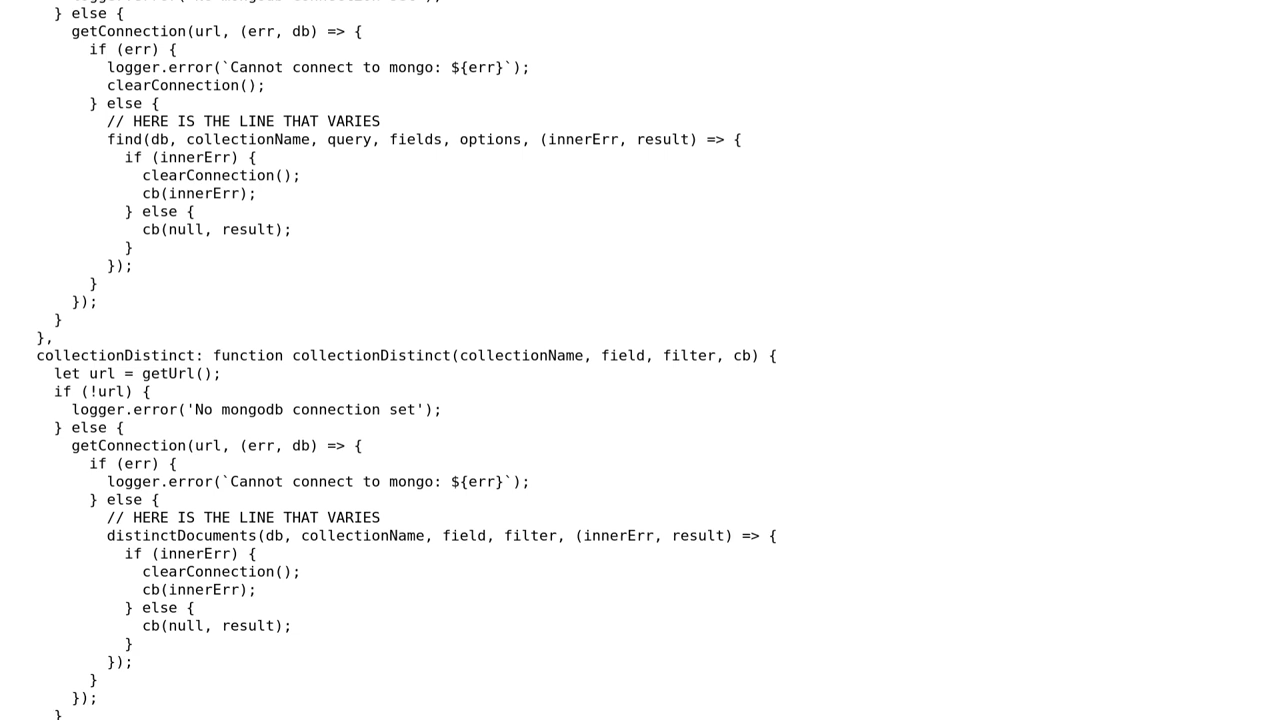 } else {
getConnection(url, (err, db) => {
if (err) {
logger.error(`Cannot connect to mongo: ${err}`);
clearConnection();
} else {
// HERE IS THE LINE THAT VARIES
find(db, collectionName, query, fields, options, (innerErr, result) => {
if (innerErr) {
clearConnection();
cb(innerErr);
} else {
cb(null, result);
}
});
}
});
}
},
collectionDistinct: function collectionDistinct(collectionName, field, filter, cb) {
let url = getUrl();
if (!url) {
logger.error('No mongodb connection set');
} else {
getConnection(url, (err, db) => {
if (err) {
logger.error(`Cannot connect to mongo: ${err}`);
} else {
// HERE IS THE LINE THAT VARIES
distinctDocuments(db, collectionName, field, filter, (innerErr, result) => {
if (innerErr) {
clearConnection();
cb(innerErr);
} else {
cb(null, result);
}
});
}
});
}